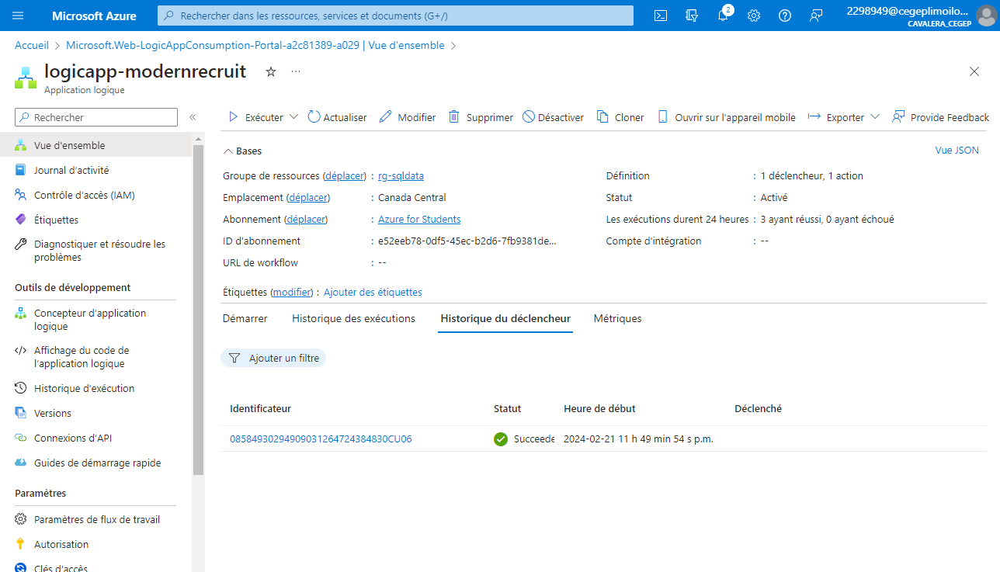 Microsoft Azure
Rechercher dans les ressources, services et documents (G+/)
2
2298949@cegeplimoilo...
CAVALERA_CEGEP
Accueil > Microsoft.Web-LogicAppConsumption-Portal-a2c81389-a029 | Vue d'ensemble >
logicapp-modernrecruit
Application logique
Rechercher
Exécuter
Actualiser
Modifier
Supprimer
Désactiver
Cloner
Ouvrir sur l'appareil mobile
Exporter
Provide Feedback
Vue d'ensemble
Journal d'activité
Contrôle d'accès (IAM)
Étiquettes
Diagnostiquer et résoudre les
problèmes
Outils de développement
Concepteur d'application
logique
Affichage du code de
l'application logique
Historique d'exécution
Versions
Connexions d'API
Guides de démarrage rapide
Paramètres
Paramètres de flux de travail
Autorisation
Clés d'accès
Bases
Vue JSON
Groupe de ressources (déplacer) : rg-sqldata
Emplacement (déplacer) : Canada Central
Abonnement (déplacer) : Azure for Students
ID d'abonnement : e52eeb78-0df5-45ec-b2d6-7fb9381de...
URL de workflow : --
Définition : 1 déclencheur, 1 action
Statut : Activé
Les exécutions durent 24 heures : 3 ayant réussi, 0 ayant échoué
Compte d'intégration : --
Étiquettes (modifier) : Ajouter des étiquettes
Démarrer
Historique des exécutions
Historique du déclencheur
Métriques
Ajouter un filtre
Identificateur Statut Heure de début Déclenché
08584930294909031264724384830CU06 Succeede 2024-02-21 11 h 49 min 54 s p.m.